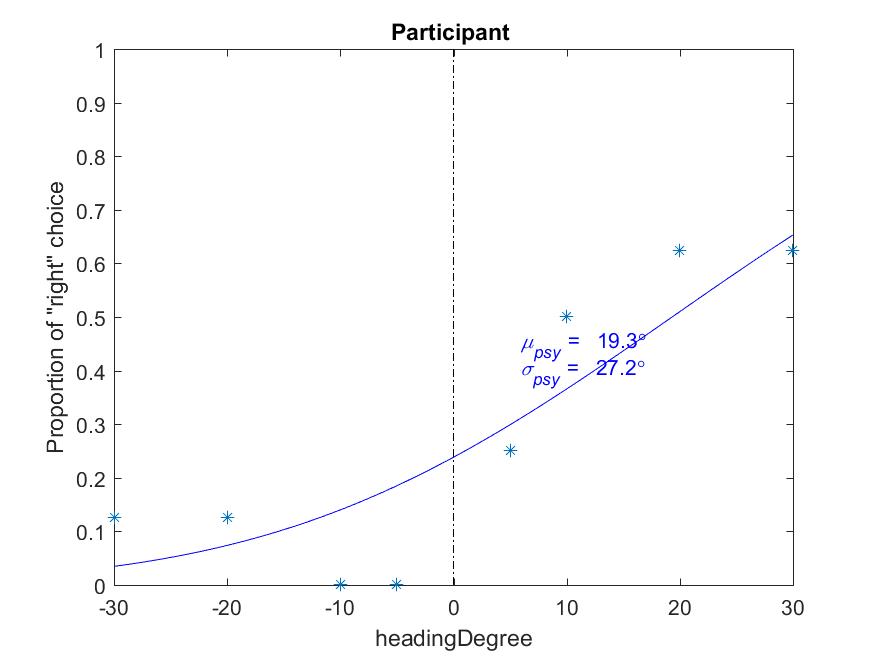 Participant
1
0.9
0.8
0.7
0.6
0.5
0.4
0.3
0.2
0.1
0
Proportion of "right" choice
μpsy = 19.3°
σpsy = 27.2°
-30 -20 -10 0 10 20 30
headingDegree